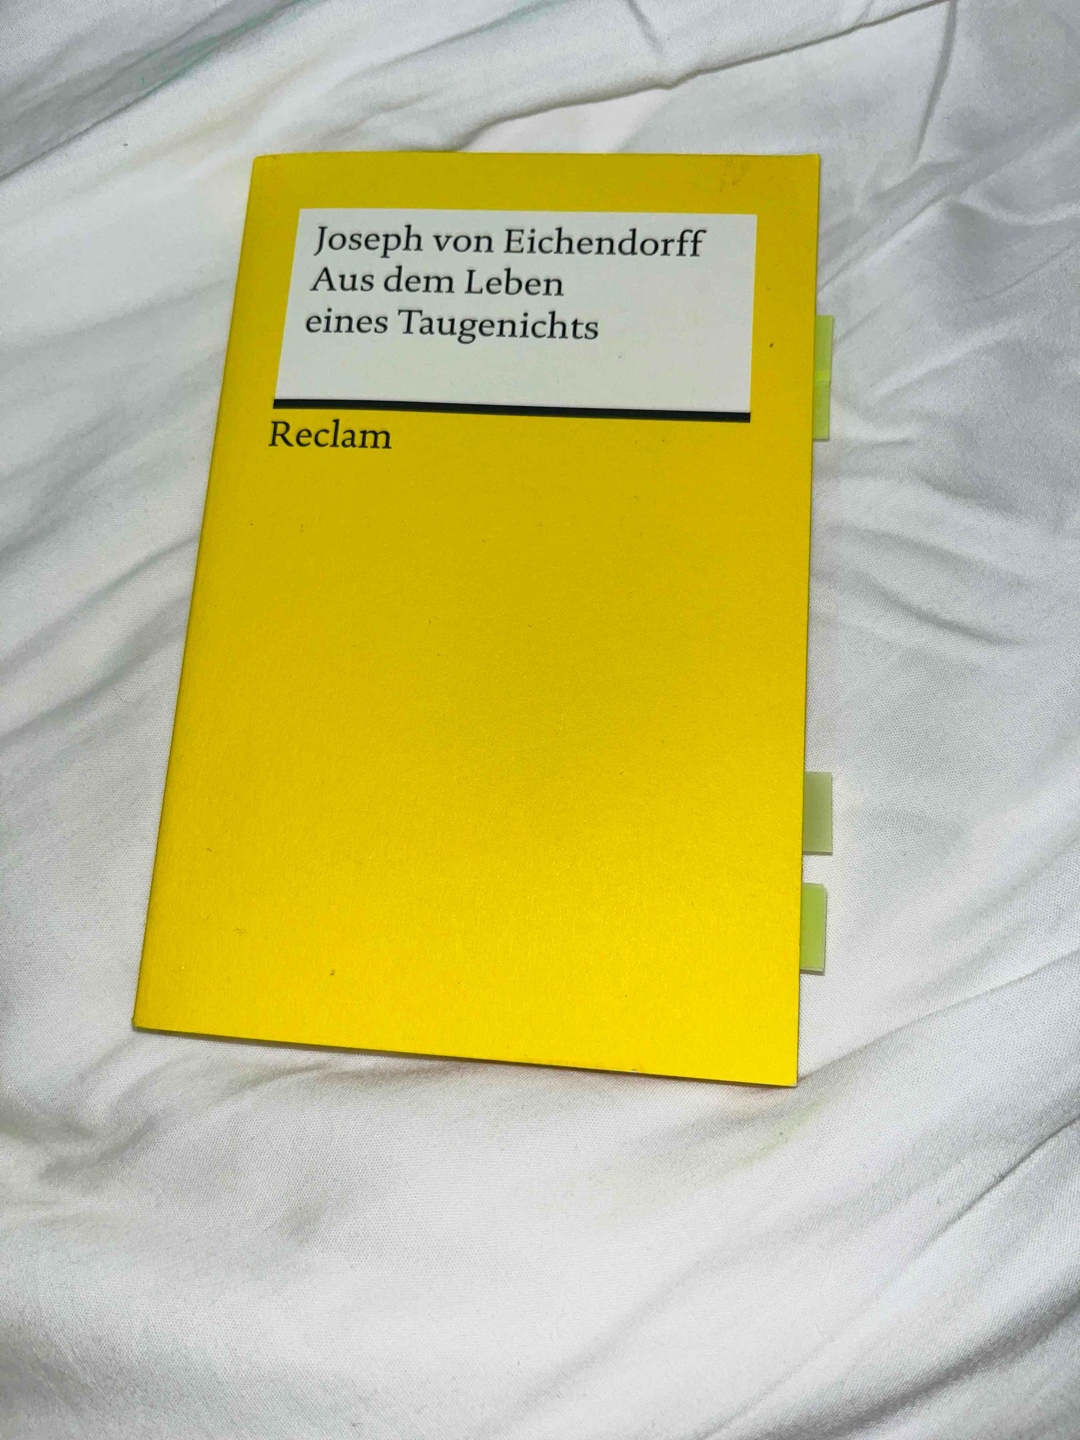 Joseph von Eichendorff
Aus dem Leben
eines Taugenichts
Reclam